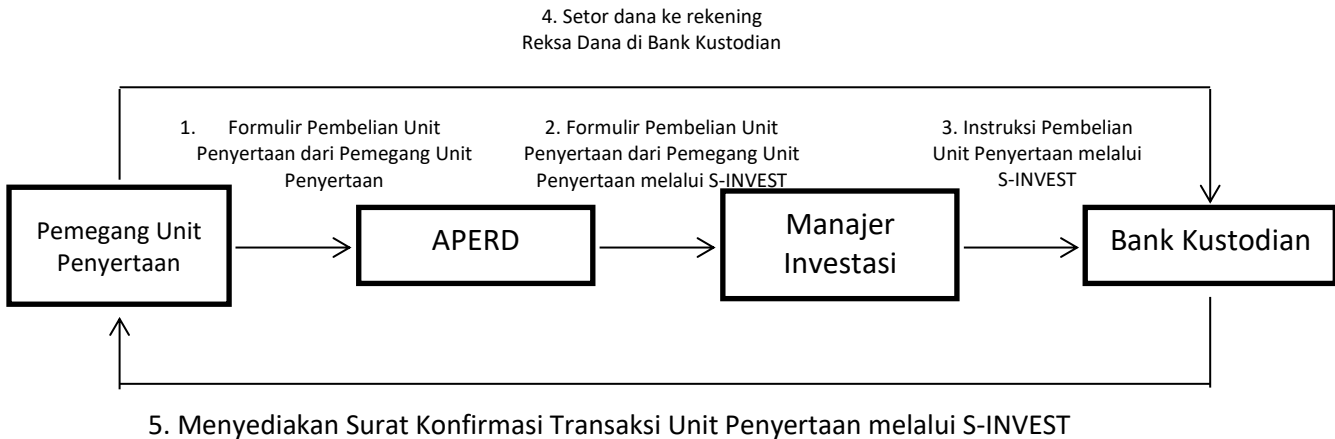 4. Setor dana ke rekening
Reksa Dana di Bank Kustodian
1. Formulir Pembelian Unit
Penyertaan dari Pemegang Unit
Penyertaan
2. Formulir Pembelian Unit
Penyertaan dari Pemegang Unit
Penyertaan melalui S-INVEST
3. Instruksi Pembelian
Unit Penyertaan melalui
S-INVEST
Pemegang Unit
Penyertaan
APERD
Manajer
Investasi
Bank Kustodian
5. Menyediakan Surat Konfirmasi Transaksi Unit Penyertaan melalui S-INVEST